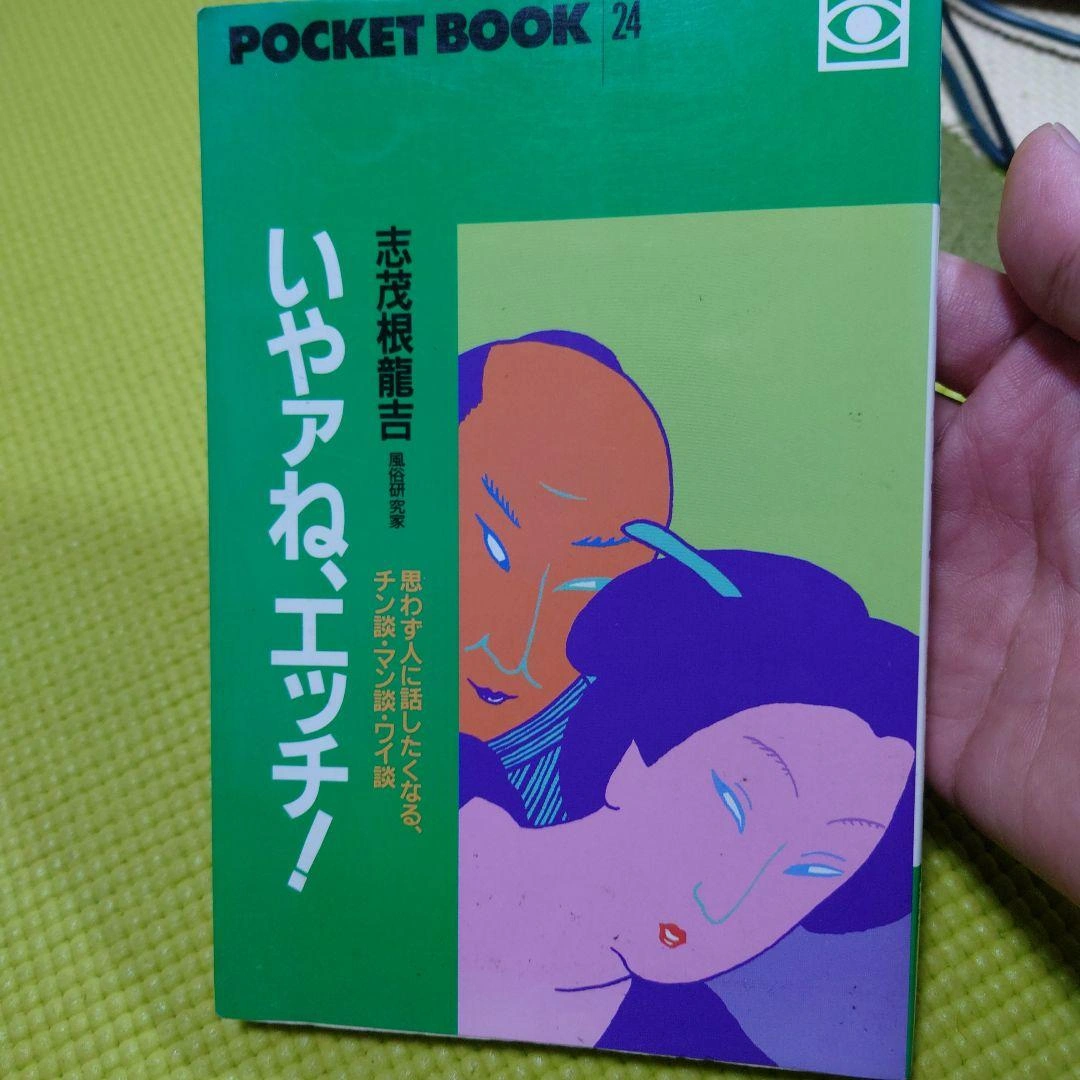 POCKET BOOK 24
いやァね、エッチ!
志茂根龍吉 風俗研究家
思わず人に話したくなる、
チン談・マン談・ワイ談